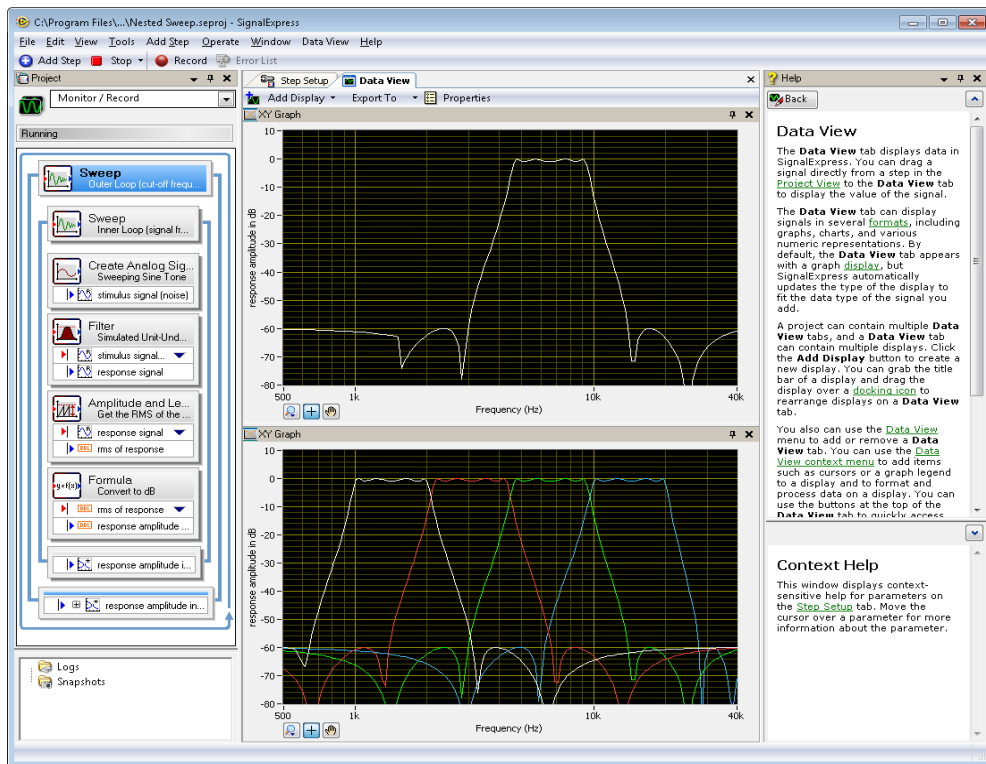 C:\Program Files\...\Nested Sweep.seproj - SignalExpress
File Edit View Tools Add Step Operate Window Data View Help
Add Step Stop Record Error List
Project
Monitor / Record
Running
Sweep
Outer Loop (cut-off frequ...
Sweep
Inner Loop (signal fr...
Create Analog Sig...
Sweeping Sine Tone
stimulus signal (noise)
Filter
Simulated Unit-Und...
stimulus signal...
response signal
Amplitude and Le...
Get the RMS of the ...
response signal
DBL rms of response
y=f(x)
Formula
Convert to dB
DBL rms of response
DBL response amplitude ...
response amplitude i...
response amplitude in...
Logs
Snapshots
Step Setup Data View
Add Display Export To Properties
XY Graph
response amplitude in dB
10
0
-10
-20
-30
-40
-50
-60
-70
-80
500 1k 10k 40k
Frequency (Hz)
XY Graph
response amplitude in dB
10
0
-10
-20
-30
-40
-50
-60
-70
-80
500 1k 10k 40k
Frequency (Hz)
Help
Back
Data View
The Data View tab displays data in
SignalExpress. You can drag a
signal directly from a step in the
Project View to the Data View tab
to display the value of the signal.
The Data View tab can display
signals in several formats, including
graphs, charts, and various
numeric representations. By
default, the Data View tab appears
with a graph display, but
SignalExpress automatically
updates the type of the display to
fit the data type of the signal you
add.
A project can contain multiple Data
View tabs, and a Data View tab
can contain multiple displays. Click
the Add Display button to create a
new display. You can grab the title
bar of a display and drag the
display over a docking icon to
rearrange displays on a Data View
tab.
You also can use the Data View
menu to add or remove a Data
View tab. You can use the Data
View context menu to add items
such as cursors or a graph legend
to a display and to format and
process data on a display. You can
use the buttons at the top of the
Data View tab to quickly access
Context Help
This window displays context-
sensitive help for parameters on
the Step Setup tab. Move the
cursor over a parameter for more
information about the parameter.